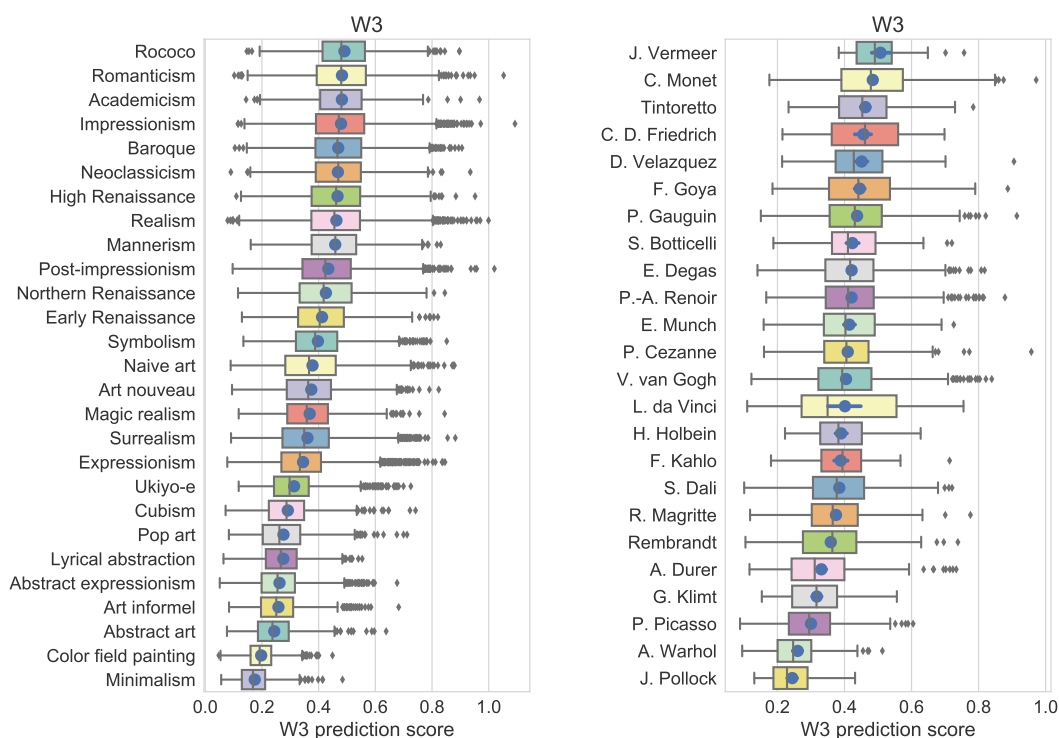 W3
Rococo
Romanticism
Academicism
Impressionism
Baroque
Neoclassicism
High Renaissance
Realism
Mannerism
Post-impressionism
Northern Renaissance
Early Renaissance
Symbolism
Naive art
Art nouveau
Magic realism
Surrealism
Expressionism
Ukiyo-e
Cubism
Pop art
Lyrical abstraction
Abstract expressionism
Art informel
Abstract art
Color field painting
Minimalism
0.0 0.2 0.4 0.6 0.8 1.0
W3 prediction score
W3
J. Vermeer
C. Monet
Tintoretto
C. D. Friedrich
D. Velazquez
F. Goya
P. Gauguin
S. Botticelli
E. Degas
P.-A. Renoir
E. Munch
P. Cezanne
V. van Gogh
L. da Vinci
H. Holbein
F. Kahlo
S. Dali
R. Magritte
Rembrandt
A. Durer
G. Klimt
P. Picasso
A. Warhol
J. Pollock
0.2 0.4 0.6 0.8 1.0
W3 prediction score